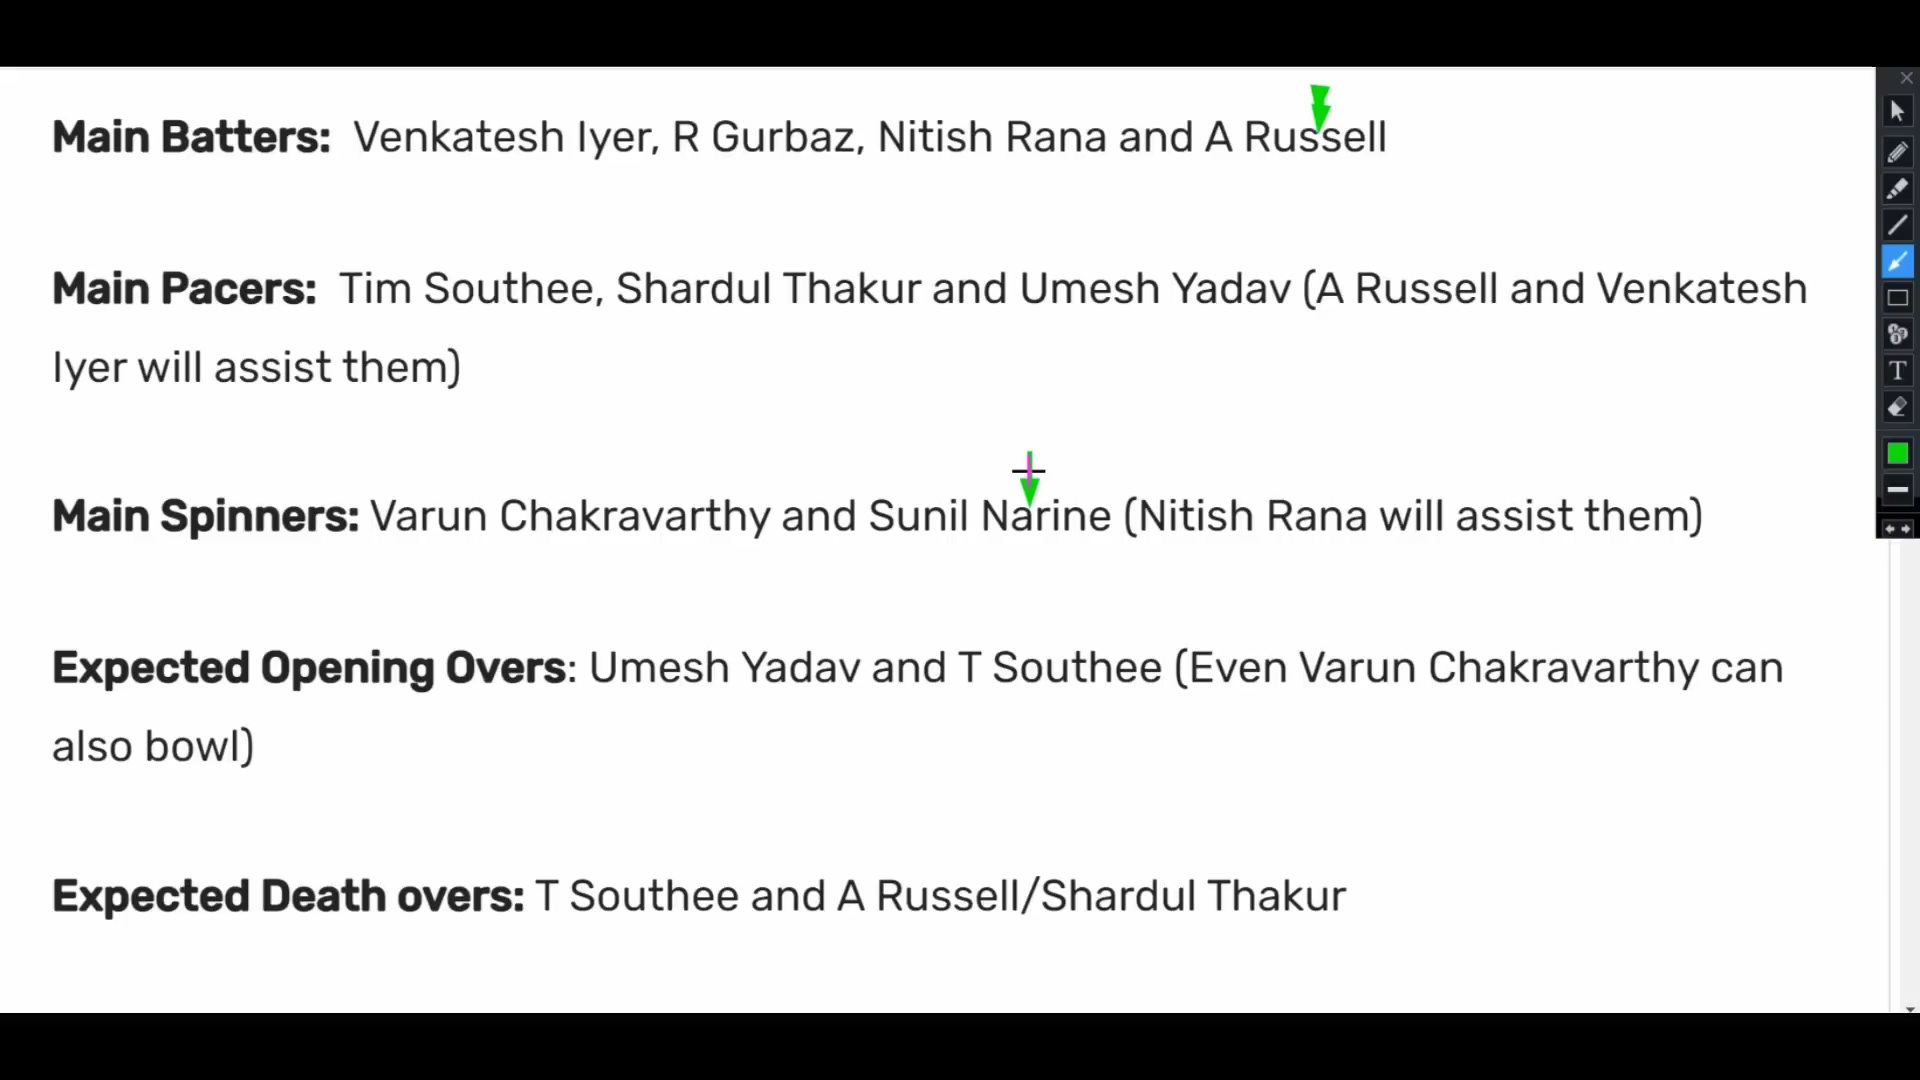 Main Batters: Venkatesh Iyer, R Gurbaz, Nitish Rana and A Russell
Main Pacers: Tim Southee, Shardul Thakur and Umesh Yadav (A Russell and Venkatesh
Iyer will assist them)
Main Spinners: Varun Chakravarthy and Sunil Narine (Nitish Rana will assist them)
Expected Opening Overs: Umesh Yadav and T Southee (Even Varun Chakravarthy can
also bowl)
Expected Death overs: T Southee and A Russell/Shardul Thakur
T